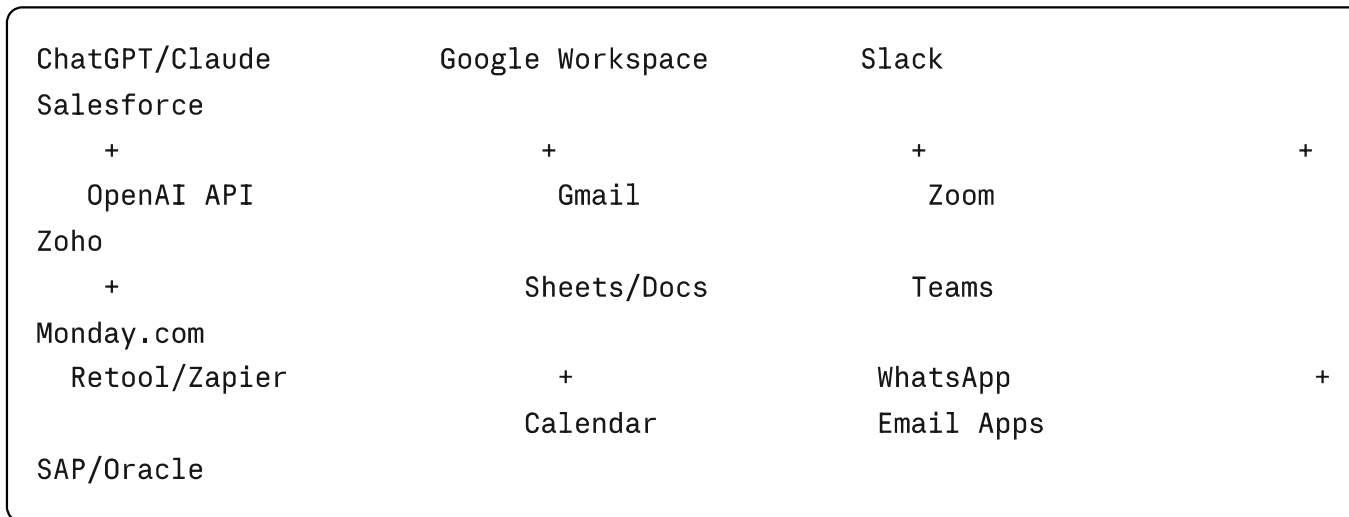 ChatGPT/Claude          Google Workspace         Slack
Salesforce
    +                         +                     +                      +
   OpenAI API                  Gmail                 Zoom
Zoho
    +                        Sheets/Docs            Teams
Monday.com
  Retool/Zapier                +                  WhatsApp                  +
                             Calendar             Email Apps
SAP/Oracle